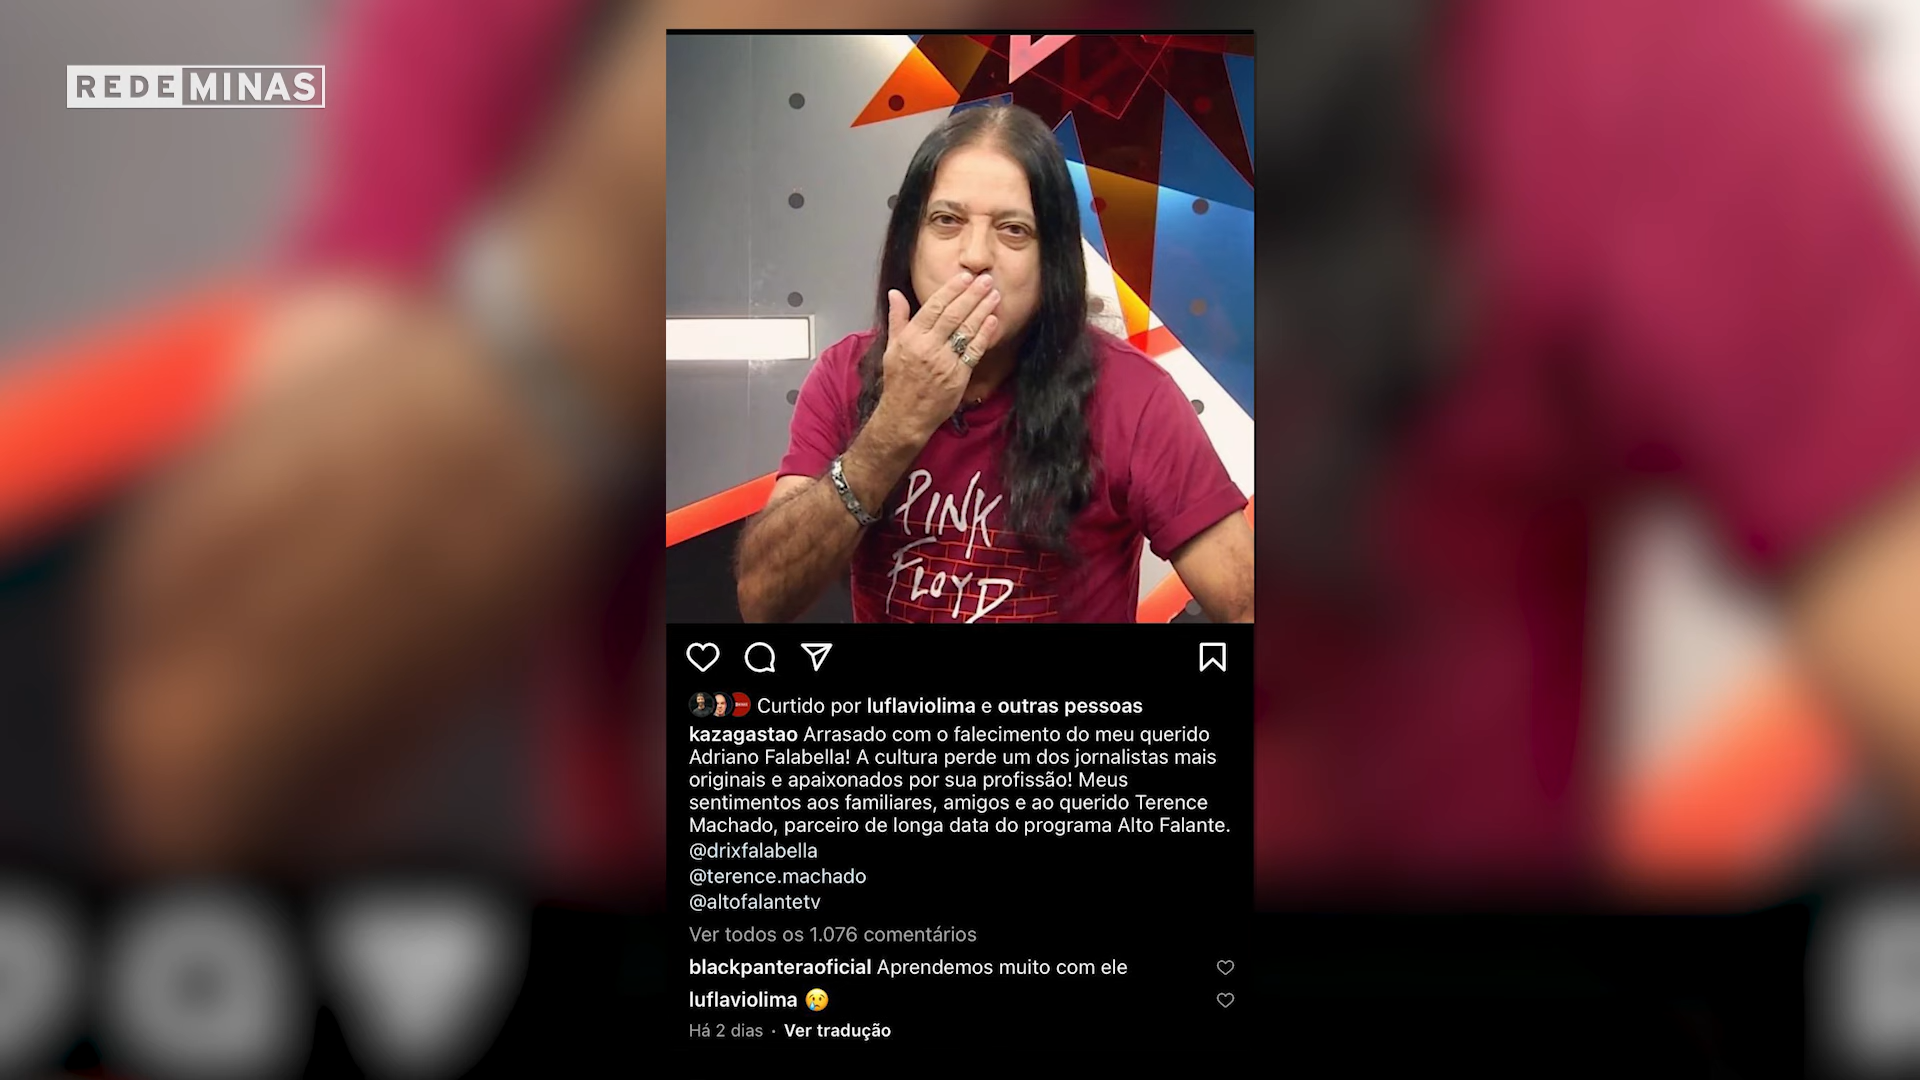 REDE MINAS
PINK
FLOYD
Curtido por luflaviolima e outras pessoas
kazagastao Arrasado com o falecimento do meu querido
Adriano Falabella! A cultura perde um dos jornalistas mais
originais e apaixonados por sua profissão! Meus
sentimentos aos familiares, amigos e ao querido Terence
Machado, parceiro de longa data do programa Alto Falante.
@drixfalabella
@terence.machado
@altofalantetv
Ver todos os 1.076 comentários
blackpanteraoficial Aprendemos muito com ele
luflaviolima 😢
Há 2 dias · Ver tradução